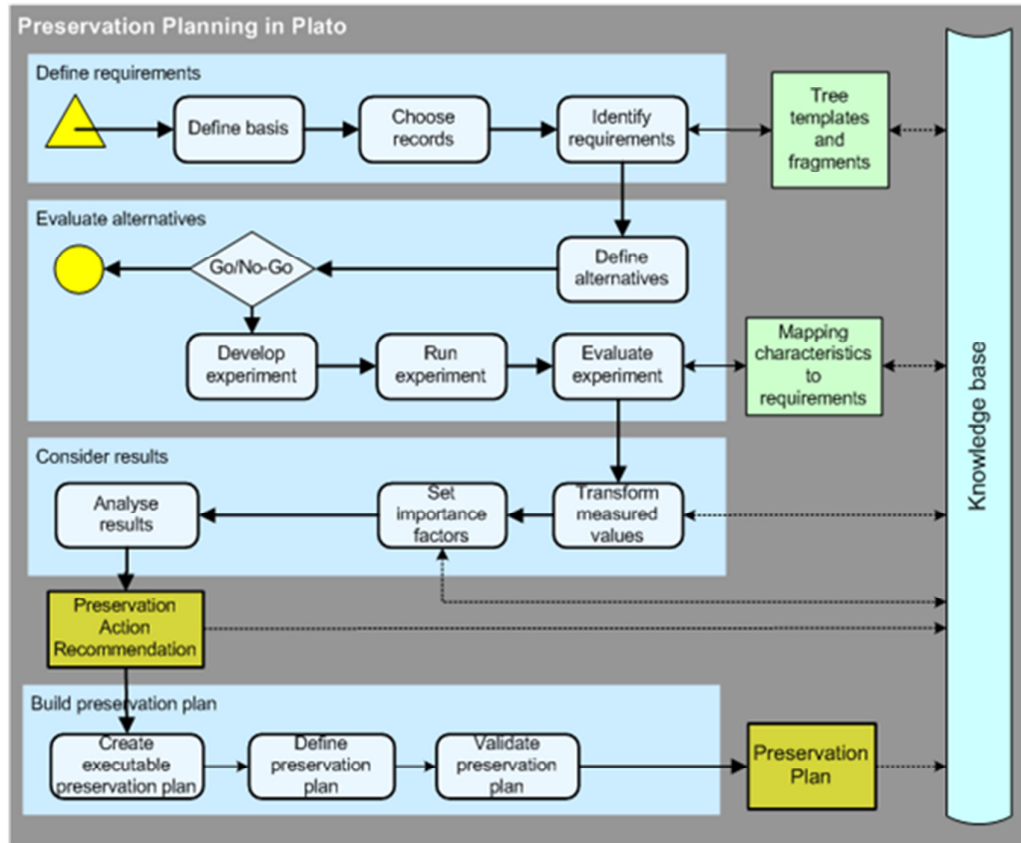 Preservation Planning in Plato
Define requirements
Define basis
Choose
records
Identify
requirements
Tree
templates
and
fragments
Evaluate alternatives
Go/No-Go
Define
alternatives
Develop
experiment
Run
experiment
Evaluate
experiment
Mapping
characteristics
to
requirements
Knowledge base
Consider results
Analyse
results
Set
importance
factors
Transform
measured
values
Preservation
Action
Recommendation
Build preservation plan
Create
executable
preservation plan
Define
preservation
plan
Validate
preservation
plan
Preservation
Plan